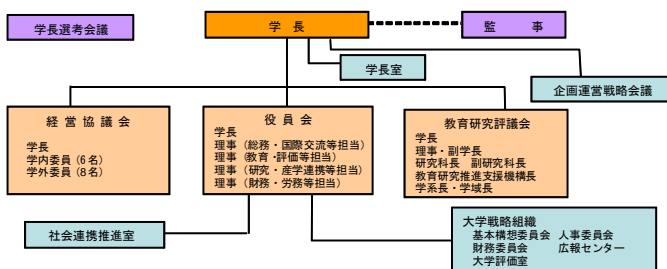 学長選考会議
学 長
監 事
学長室
企画運営戦略会議
経 営 協 議 会
学長
学内委員(6名)
学外委員(8名)
役 員 会
学長
理事(総務・国際交流等担当)
理事(教育・評価等担当)
理事(研究・産学連携等担当)
理事(財務・労務等担当)
教育研究評議会
学長
理事・副学長
研究科長 副研究科長
教育研究推進支援機構長
学系長・学域長
社会連携推進室
大学戦略組織
基本構想委員会 人事委員会
財務委員会 広報センター
大学評価室